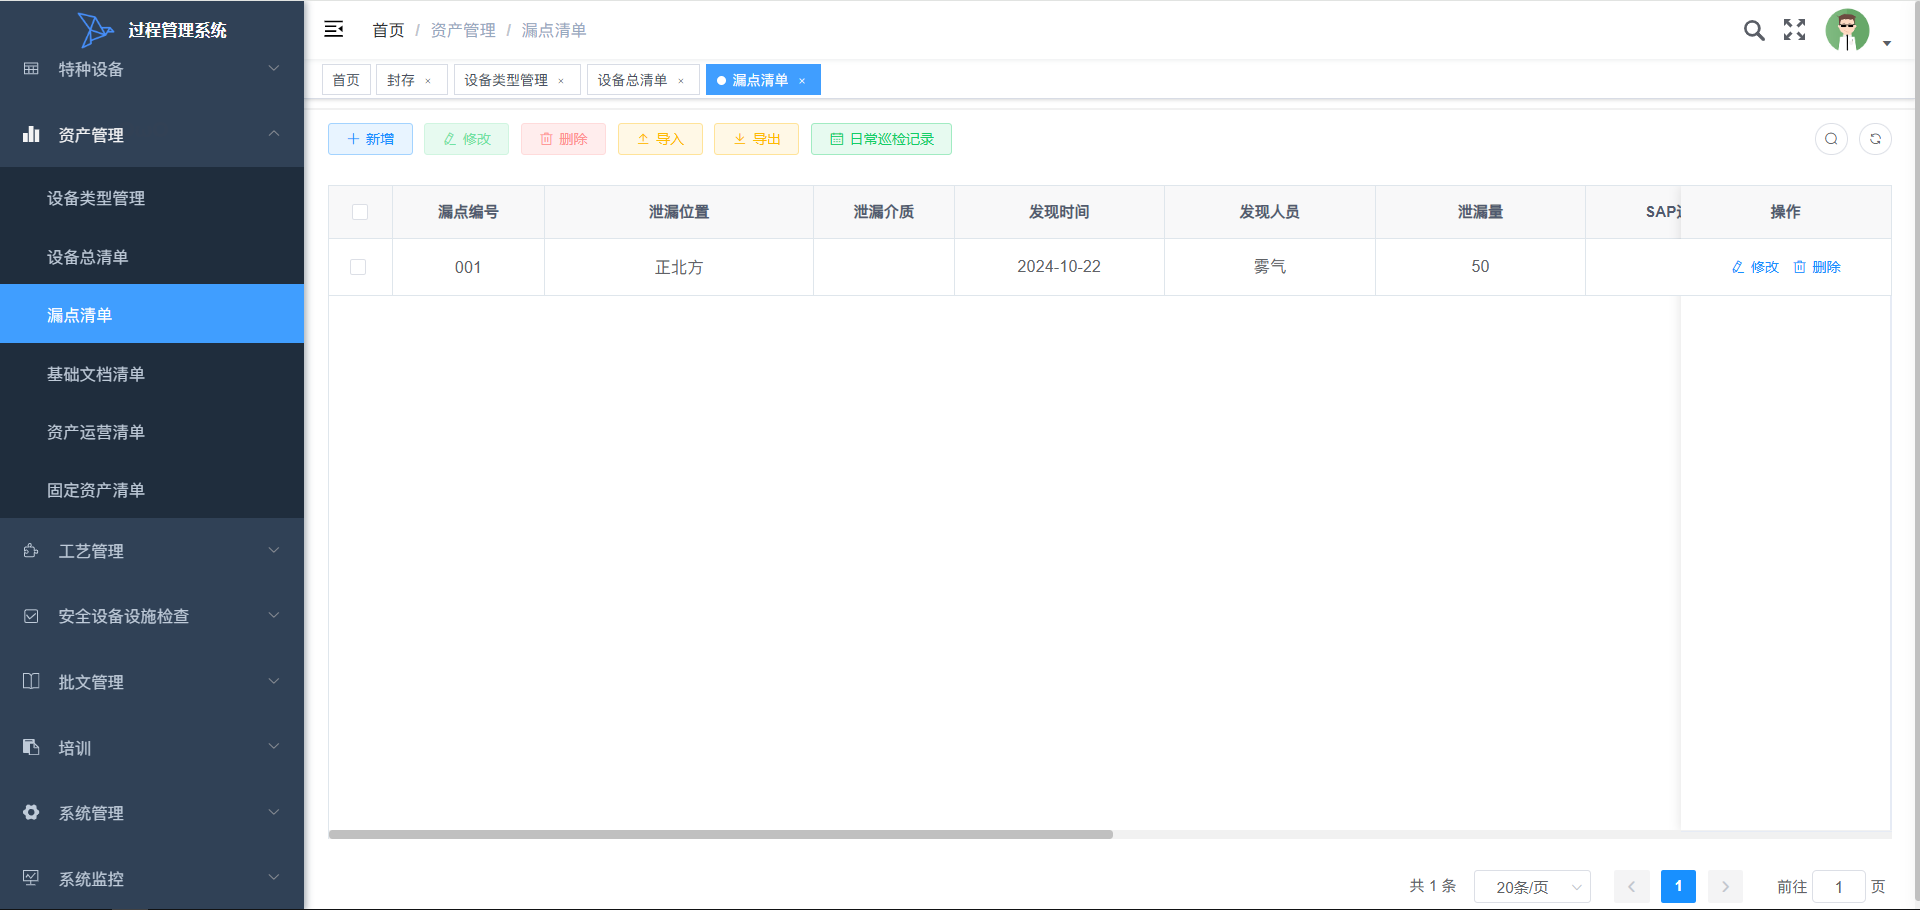 过程管理系统
特种设备
资产管理
设备类型管理
设备总清单
漏点清单
基础文档清单
资产运营清单
固定资产清单
工艺管理
安全设备设施检查
批文管理
培训
系统管理
系统监控
首页 / 资产管理 / 漏点清单
首页 封存 × 设备类型管理 × 设备总清单 × 漏点清单 ×
新增 修改 删除 导入 导出 日常巡检记录
漏点编号 泄漏位置 泄漏介质 发现时间 发现人员 泄漏量 SAP 操作
001 正北方 2024-10-22 雾气 50 修改 删除
共 1 条 20条/页 1 前往 1 页